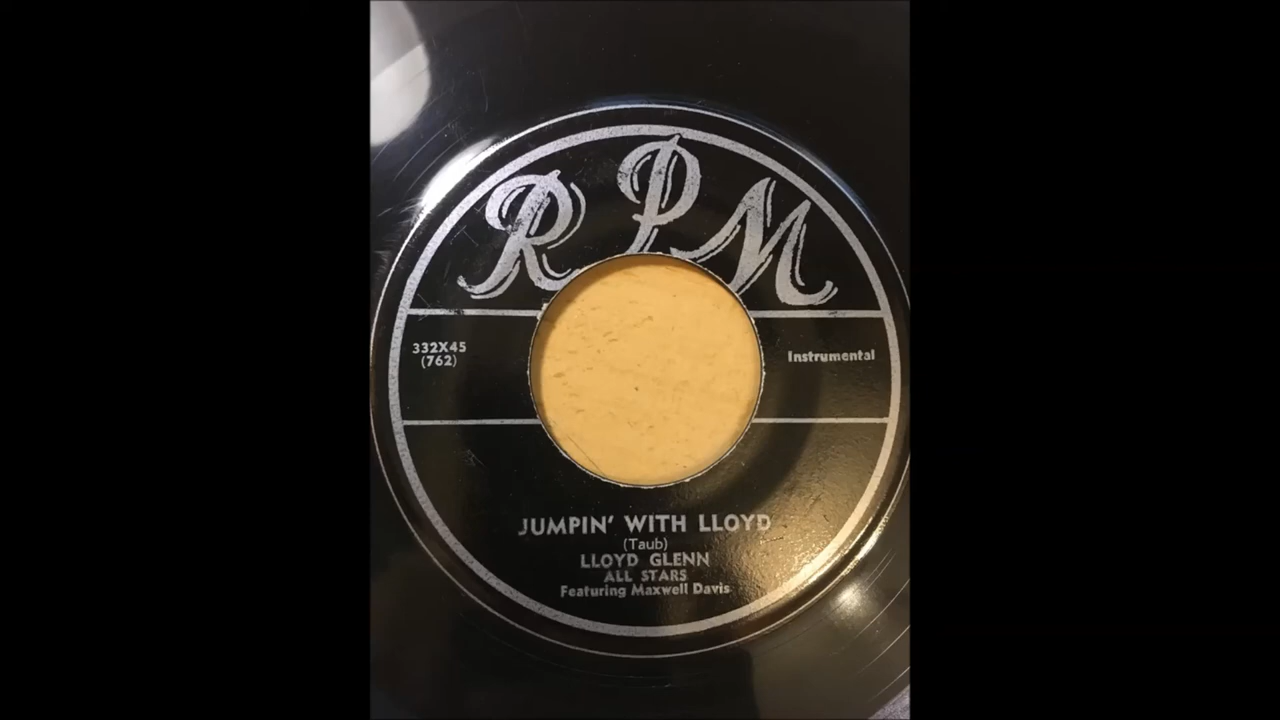 RPM
332X45
(762)
Instrumental
JUMPIN' WITH LLOYD
(Taub)
LLOYD GLENN
ALL STARS
Featuring Maxwell Davis